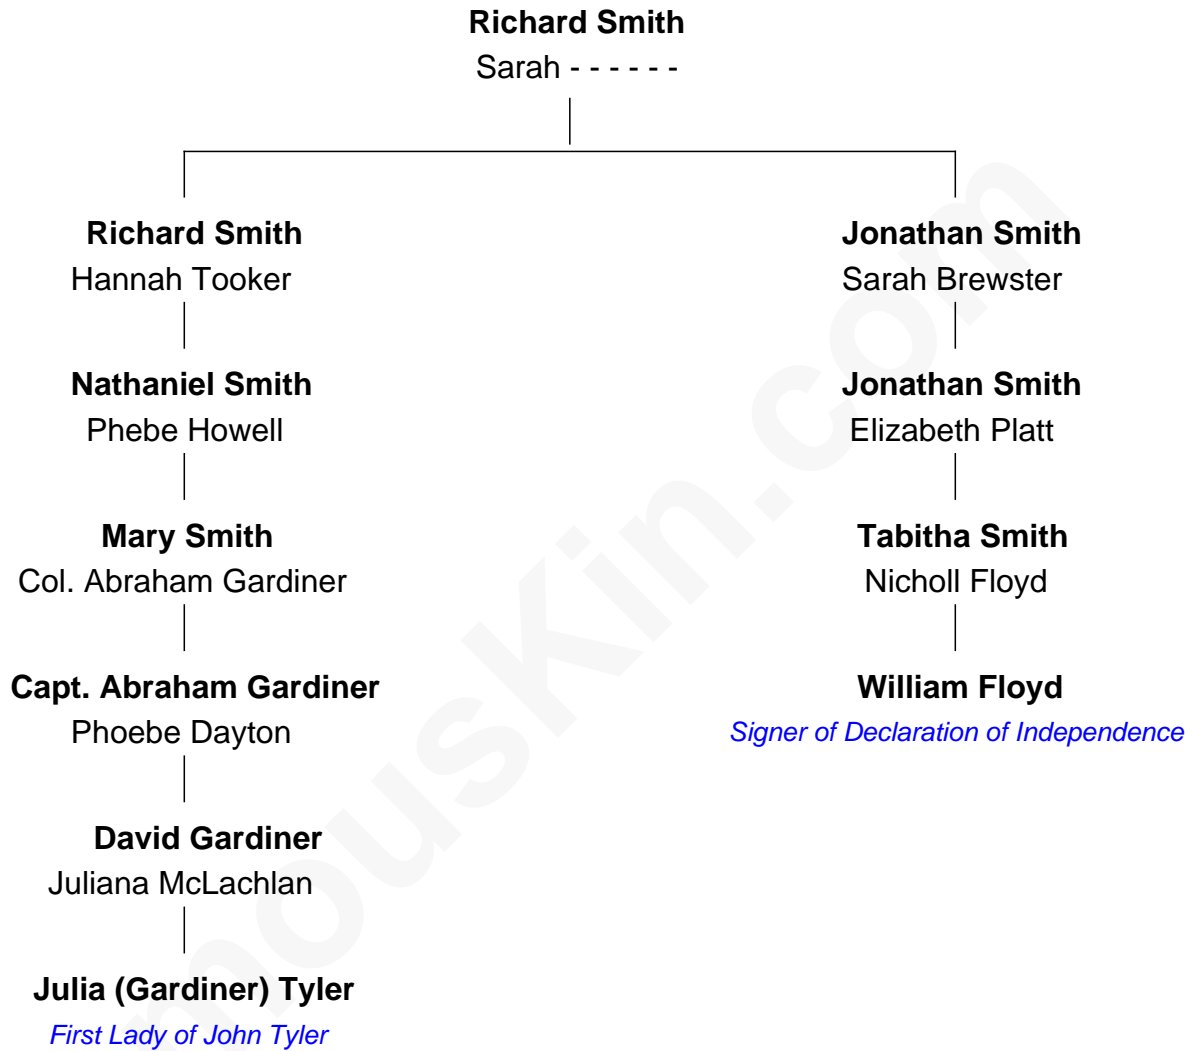 Richard Smith
Sarah - - - - - -
Richard Smith
Hannah Tooker
Jonathan Smith
Sarah Brewster
Nathaniel Smith
Phebe Howell
Jonathan Smith
Elizabeth Platt
Mary Smith
Col. Abraham Gardiner
Tabitha Smith
Nicholl Floyd
Capt. Abraham Gardiner
Phoebe Dayton
William Floyd
Signer of Declaration of Independence
David Gardiner
Juliana McLachlan
Julia (Gardiner) Tyler
First Lady of John Tyler
mousKin.com